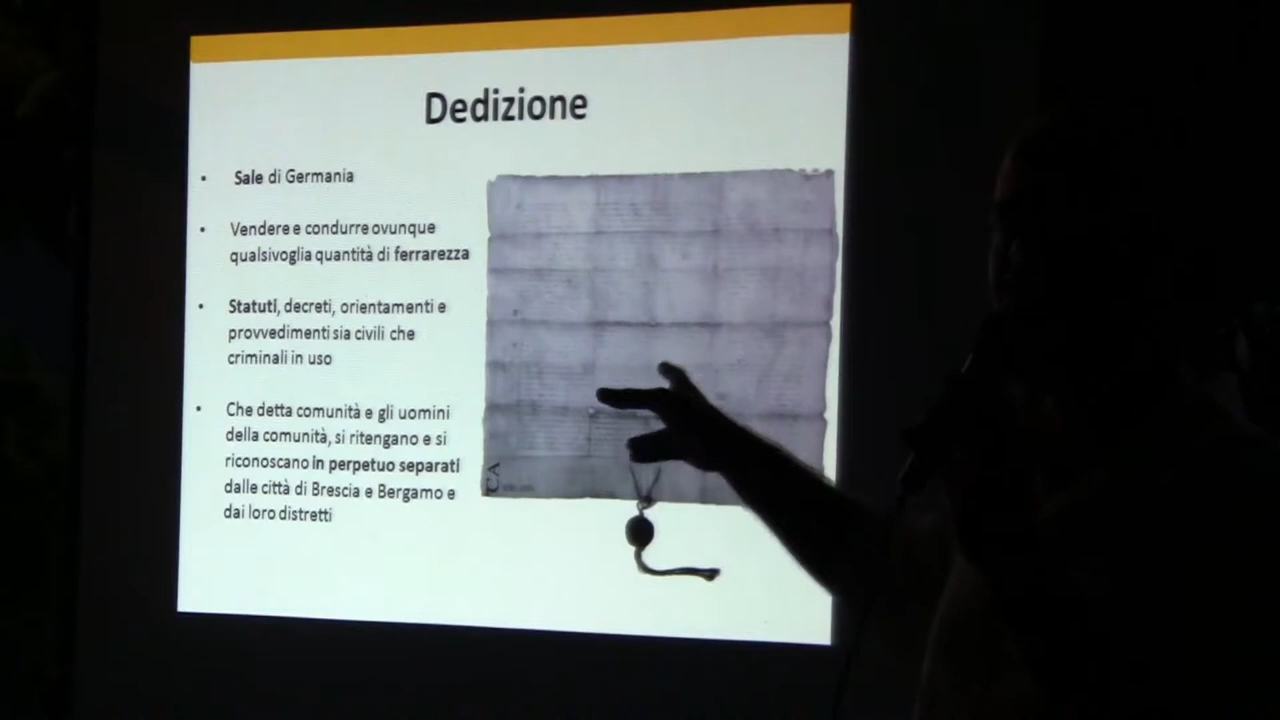 Dedizione
• Sale di Germania
• Vendere e condurre ovunque
qualsivoglia quantità di ferrarezza
• Statuti, decreti, orientamenti e
provvedimenti sia civili che
criminali in uso
• Che detta comunità e gli uomini
della comunità, si ritengano e si
riconoscano in perpetuo separati
dalle città di Brescia e Bergamo e
dai loro distretti